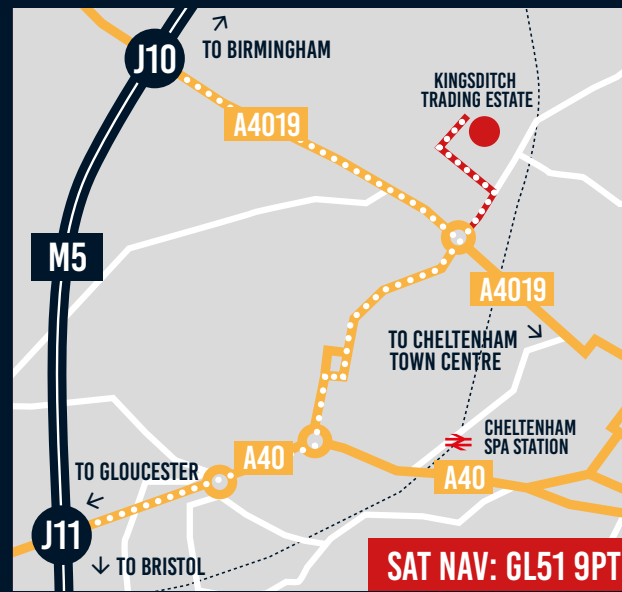 J10
TO BIRMINGHAM
KINGSDITCH
TRADING ESTATE
A4019
M5
A4019
TO CHELTENHAM
TOWN CENTRE
CHELTENHAM
SPA STATION
A40
A40
TO GLOUCESTER
J11
TO BRISTOL
SAT NAV: GL51 9PT